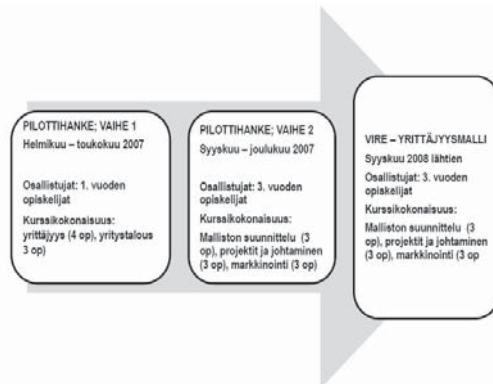 PILOTTIHANKE; VAIHE 1
Helmikuu – toukokuu 2007
Osallistujat: 1. vuoden
opiskelijat
Kurssikokonaisuus:
yrittäjyys (4 op), yritystalous
3 op)
PILOTTIHANKE; VAIHE 2
Syyskuu – joulukuu 2007
Osallistujat: 3. vuoden
opiskelijat
Kurssikokonaisuus:
Malliston suunnittelu (3
op), projektit ja johtaminen
(3 op), markkinointi (3 op)
VIRE – YRITTÄJYYSMALLI
Syyskuu 2008 lähtien
Osallistujat: 3. vuoden
opiskelijat
Kurssikokonaisuus:
Malliston suunnittelu (3
op), projektit ja johtaminen
(3 op), markkinointi (3 op